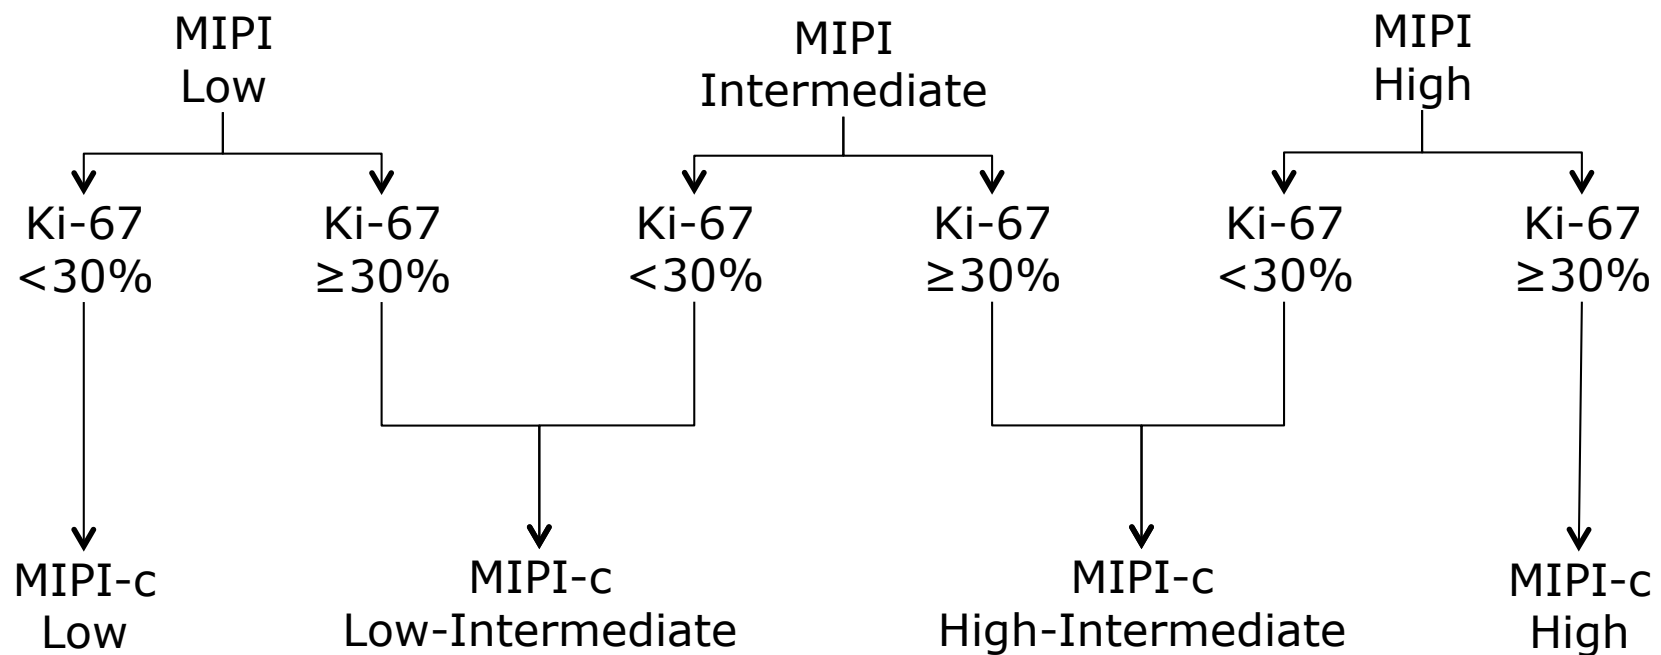 MIPI
Low
MIPI
Intermediate
MIPI
High
Ki-67
<30%
Ki-67
≥30%
Ki-67
<30%
Ki-67
≥30%
Ki-67
<30%
Ki-67
≥30%
MIPI-c
Low
MIPI-c
Low-Intermediate
MIPI-c
High-Intermediate
MIPI-c
High